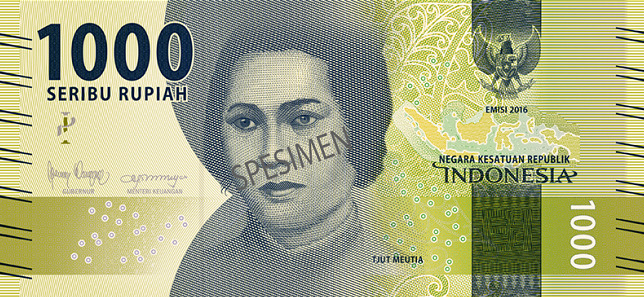 1000
SERIBU RUPIAH
GUBERNUR
MENTERI KEUANGAN
SPESIMEN
TJUT MEUTIA
EMISI 2016
NEGARA KESATUAN REPUBLIK
INDONESIA
1000